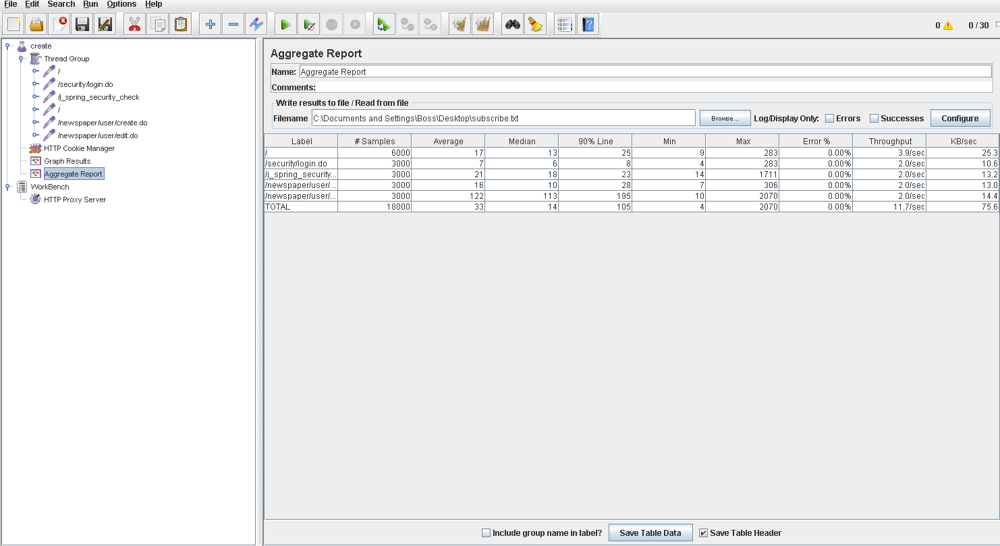 File Edit Search Run Options Help
0 0 / 30
create
Thread Group
/
/security/login.do
/j_spring_security_check
/
/newspaper/user/create.do
/newspaper/user/edit.do
HTTP Cookie Manager
Graph Results
Aggregate Report
WorkBench
HTTP Proxy Server
Aggregate Report
Name: Aggregate Report
Comments:
Write results to file / Read from file
Filename C:\Documents and Settings\Boss\Desktop\subscribe.txt Browse... Log/Display Only: Errors Successes Configure
Label # Samples Average Median 90% Line Min Max Error % Throughput KB/sec
/ 6000 17 13 25 9 283 0.00% 3.9/sec 25.3
/security/login.do 3000 7 6 8 4 283 0.00% 2.0/sec 10.6
/j_spring_security... 3000 21 18 23 14 1711 0.00% 2.0/sec 13.2
/newspaper/user/... 3000 16 10 28 7 306 0.00% 2.0/sec 13.0
/newspaper/user/... 3000 122 113 195 10 2070 0.00% 2.0/sec 14.4
TOTAL 18000 33 14 105 4 2070 0.00% 11.7/sec 75.6
Include group name in label? Save Table Data Save Table Header